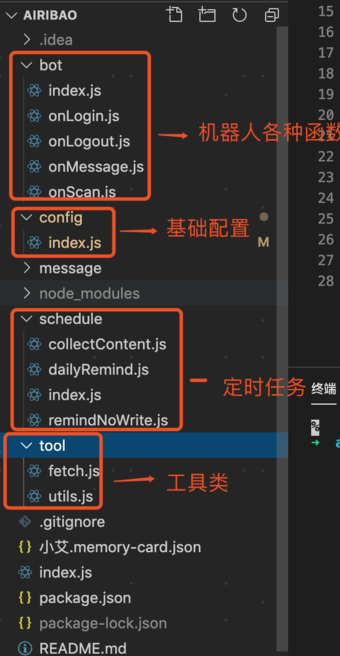 AIRIBAO
.idea
bot
index.js
onLogin.js
onLogout.js
onMessage.js
onScan.js
机器人各种函数
config
index.js
M
基础配置
message
node_modules
schedule
collectContent.js
dailyRemind.js
index.js
remindNoWrite.js
定时任务
终端
tool
fetch.js
utils.js
工具类
.gitignore
小艾.memory-card.json
index.js
package.json
package-lock.json
README.md
15
16
17
18
19
20
21
22
23
24
25
26
27
28